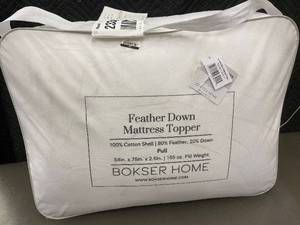 Feather Down
Mattress Topper
100% Cotton Shell | 80% Feather, 20% Down
Full
54in. x 75in. x 2.5in. | 165 oz. Fill Weight
BOKSER HOME
WWW.BOKSERHOME.COM